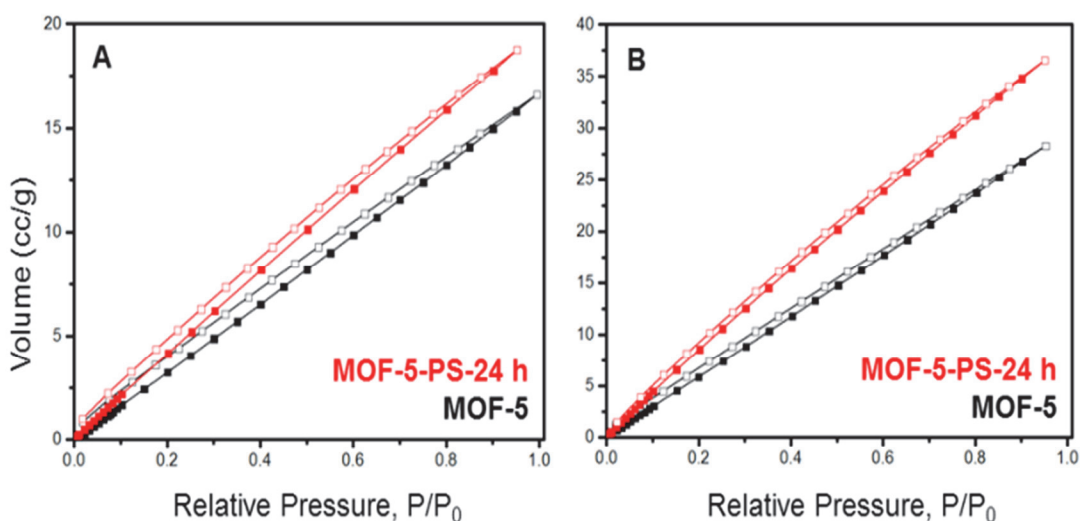 A
Volume (cc/g)
20
15
10
5
0
0.0 0.2 0.4 0.6 0.8 1.0
MOF-5-PS-24 h
MOF-5
Relative Pressure, P/P₀
B
40
35
30
25
20
15
10
5
0
0.0 0.2 0.4 0.6 0.8 1.0
MOF-5-PS-24 h
MOF-5
Relative Pressure, P/P₀